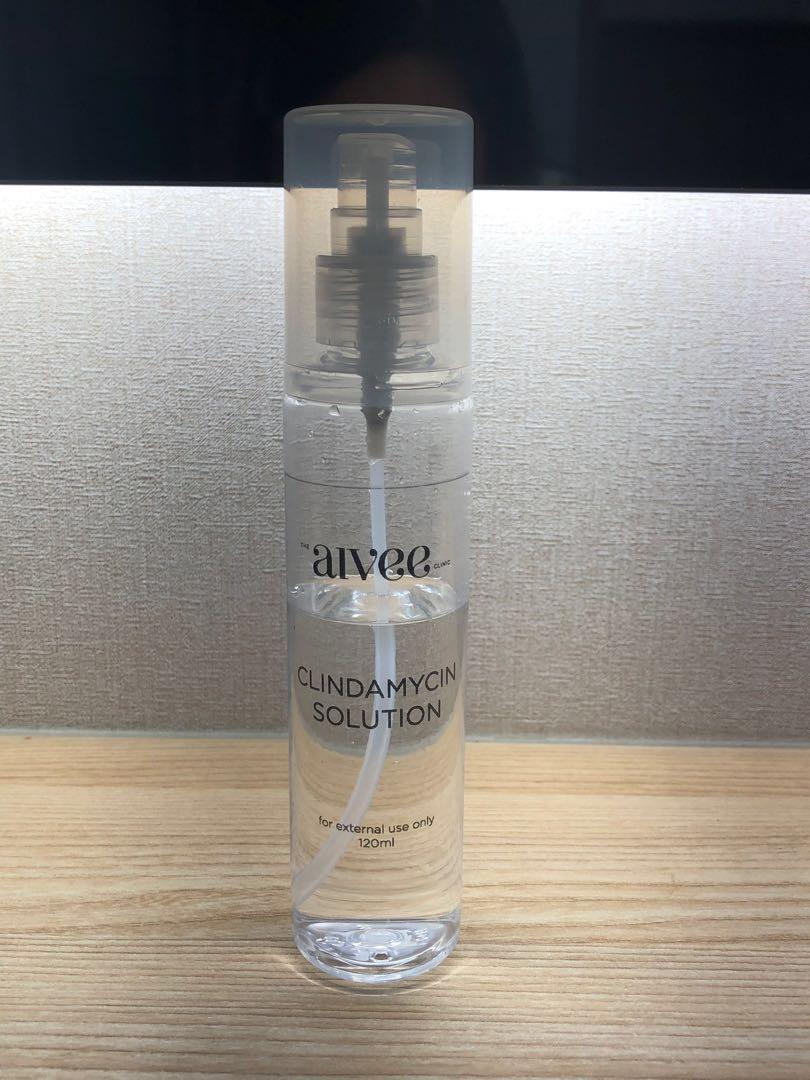 THE aivee CLINIC
CLINDAMYCIN
SOLUTION
for external use only
120ml